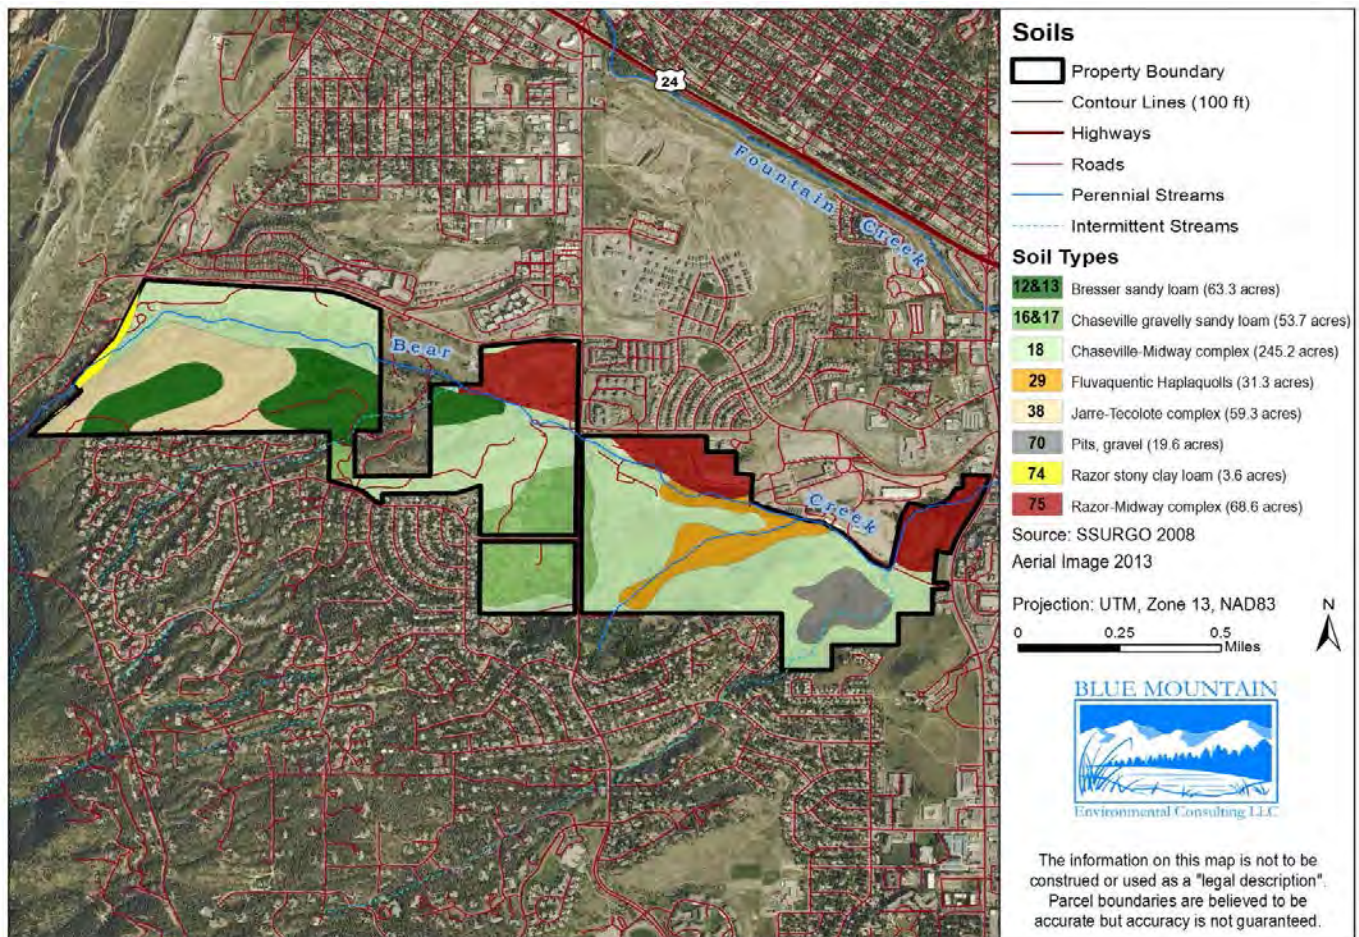 24
Fountain Creek
Bear
Creek
Soils
Property Boundary
Contour Lines (100 ft)
Highways
Roads
Perennial Streams
Intermittent Streams
Soil Types
12&13 Bresser sandy loam (63.3 acres)
16&17 Chaseville gravelly sandy loam (53.7 acres)
18 Chaseville-Midway complex (245.2 acres)
29 Fluvaquentic Haplaquolls (31.3 acres)
38 Jarre-Tecolote complex (59.3 acres)
70 Pits, gravel (19.6 acres)
74 Razor stony clay loam (3.6 acres)
75 Razor-Midway complex (68.6 acres)
Source: SSURGO 2008
Aerial Image 2013
Projection: UTM, Zone 13, NAD83
N
0 0.25 0.5
Miles
BLUE MOUNTAIN
Environmental Consulting LLC
The information on this map is not to be
construed or used as a "legal description".
Parcel boundaries are believed to be
accurate but accuracy is not guaranteed.